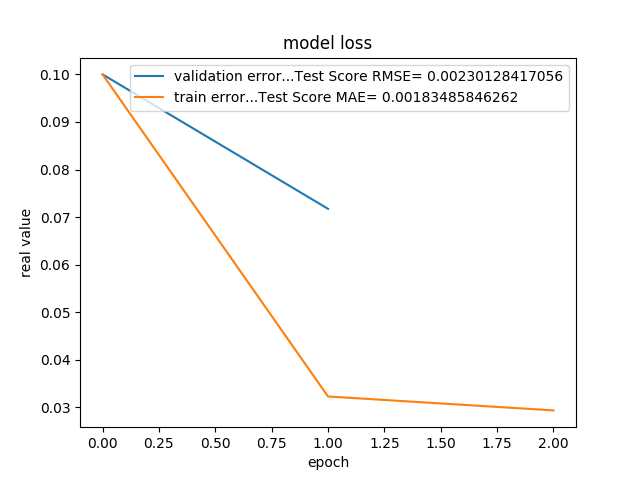 model loss
validation error...Test Score RMSE= 0.00230128417056
train error...Test Score MAE= 0.00183485846262
real value
0.10
0.09
0.08
0.07
0.06
0.05
0.04
0.03
0.00 0.25 0.50 0.75 1.00 1.25 1.50 1.75 2.00
epoch